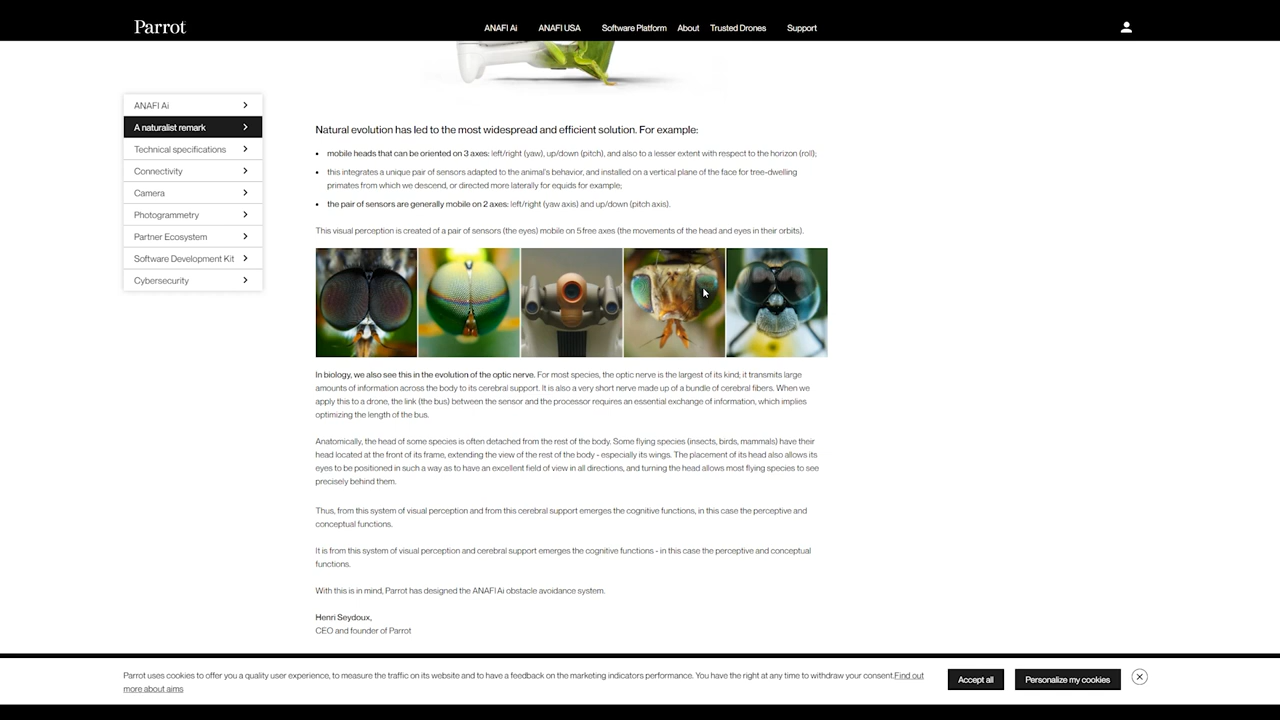 Parrot
ANAFI Ai
ANAFI USA
Software Platform
About
Trusted Drones
Support
ANAFI Ai
A naturalist remark
Technical specifications
Connectivity
Camera
Photogrammetry
Partner Ecosystem
Software Development Kit
Cybersecurity
Natural evolution has led to the most widespread and efficient solution. For example:
• mobile heads that can be oriented on 3 axes: left/right (yaw), up/down (pitch), and also to a lesser extent with respect to the horizon (roll);
• this integrates a unique pair of sensors adapted to the animal's behavior, and installed on a vertical plane of the face for tree-dwelling
primates from which we descend, or directed more laterally for equids for example;
• the pair of sensors are generally mobile on 2 axes: left/right (yaw axis) and up/down (pitch axis).
This visual perception is created of a pair of sensors (the eyes) mobile on 5 free axes (the movements of the head and eyes in their orbits).
In biology, we also see this in the evolution of the optic nerve. For most species, the optic nerve is the largest of its kind; it transmits large
amounts of information across the body to its cerebral support. It is also a very short nerve made up of a bundle of cerebral fibers. When we
apply this to a drone, the link (the bus) between the sensor and the processor requires an essential exchange of information, which implies
optimizing the length of the bus.
Anatomically, the head of some species is often detached from the rest of the body. Some flying species (insects, birds, mammals) have their
head located at the front of its frame, extending the view of the rest of the body - especially its wings. The placement of its head also allows its
eyes to be positioned in such a way as to have an excellent field of view in all directions, and turning the head allows most flying species to see
precisely behind them.
Thus, from this system of visual perception and from this cerebral support emerges the cognitive functions, in this case the perceptive and
conceptual functions.
It is from this system of visual perception and cerebral support emerges the cognitive functions - in this case the perceptive and conceptual
functions.
With this is in mind, Parrot has designed the ANAFI Ai obstacle avoidance system.
Henri Seydoux,
CEO and founder of Parrot
Parrot uses cookies to offer you a quality user experience, to measure the traffic on its website and to have a feedback on the marketing indicators performance. You have the right at any time to withdraw your consent.Find out
more about aims
Accept all
Personalize my cookies